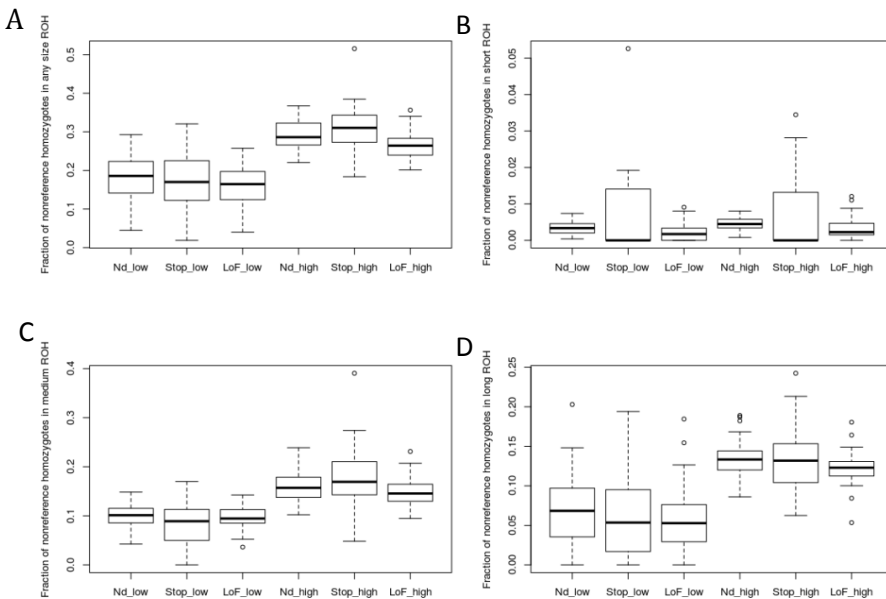 A
Fraction of nonreference homozygotes in any size ROH
0.5
0.4
0.3
0.2
0.1
0.0
Nd_low Stop_low LoF_low Nd_high Stop_high LoF_high
B
Fraction of nonreference homozygotes in short ROH
0.05
0.04
0.03
0.02
0.01
0.00
Nd_low Stop_low LoF_low Nd_high Stop_high LoF_high
C
Fraction of nonreference homozygotes in medium ROH
0.4
0.3
0.2
0.1
0.0
Nd_low Stop_low LoF_low Nd_high Stop_high LoF_high
D
Fraction of nonreference homozygotes in long ROH
0.25
0.20
0.15
0.10
0.05
0.00
Nd_low Stop_low LoF_low Nd_high Stop_high LoF_high